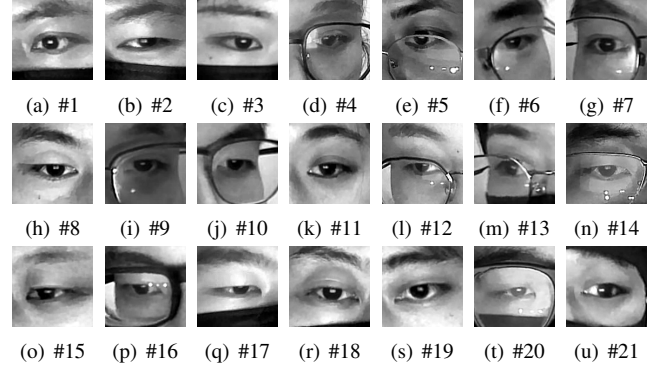 (a) #1 (b) #2 (c) #3 (d) #4 (e) #5 (f) #6 (g) #7
(h) #8 (i) #9 (j) #10 (k) #11 (l) #12 (m) #13 (n) #14
(o) #15 (p) #16 (q) #17 (r) #18 (s) #19 (t) #20 (u) #21